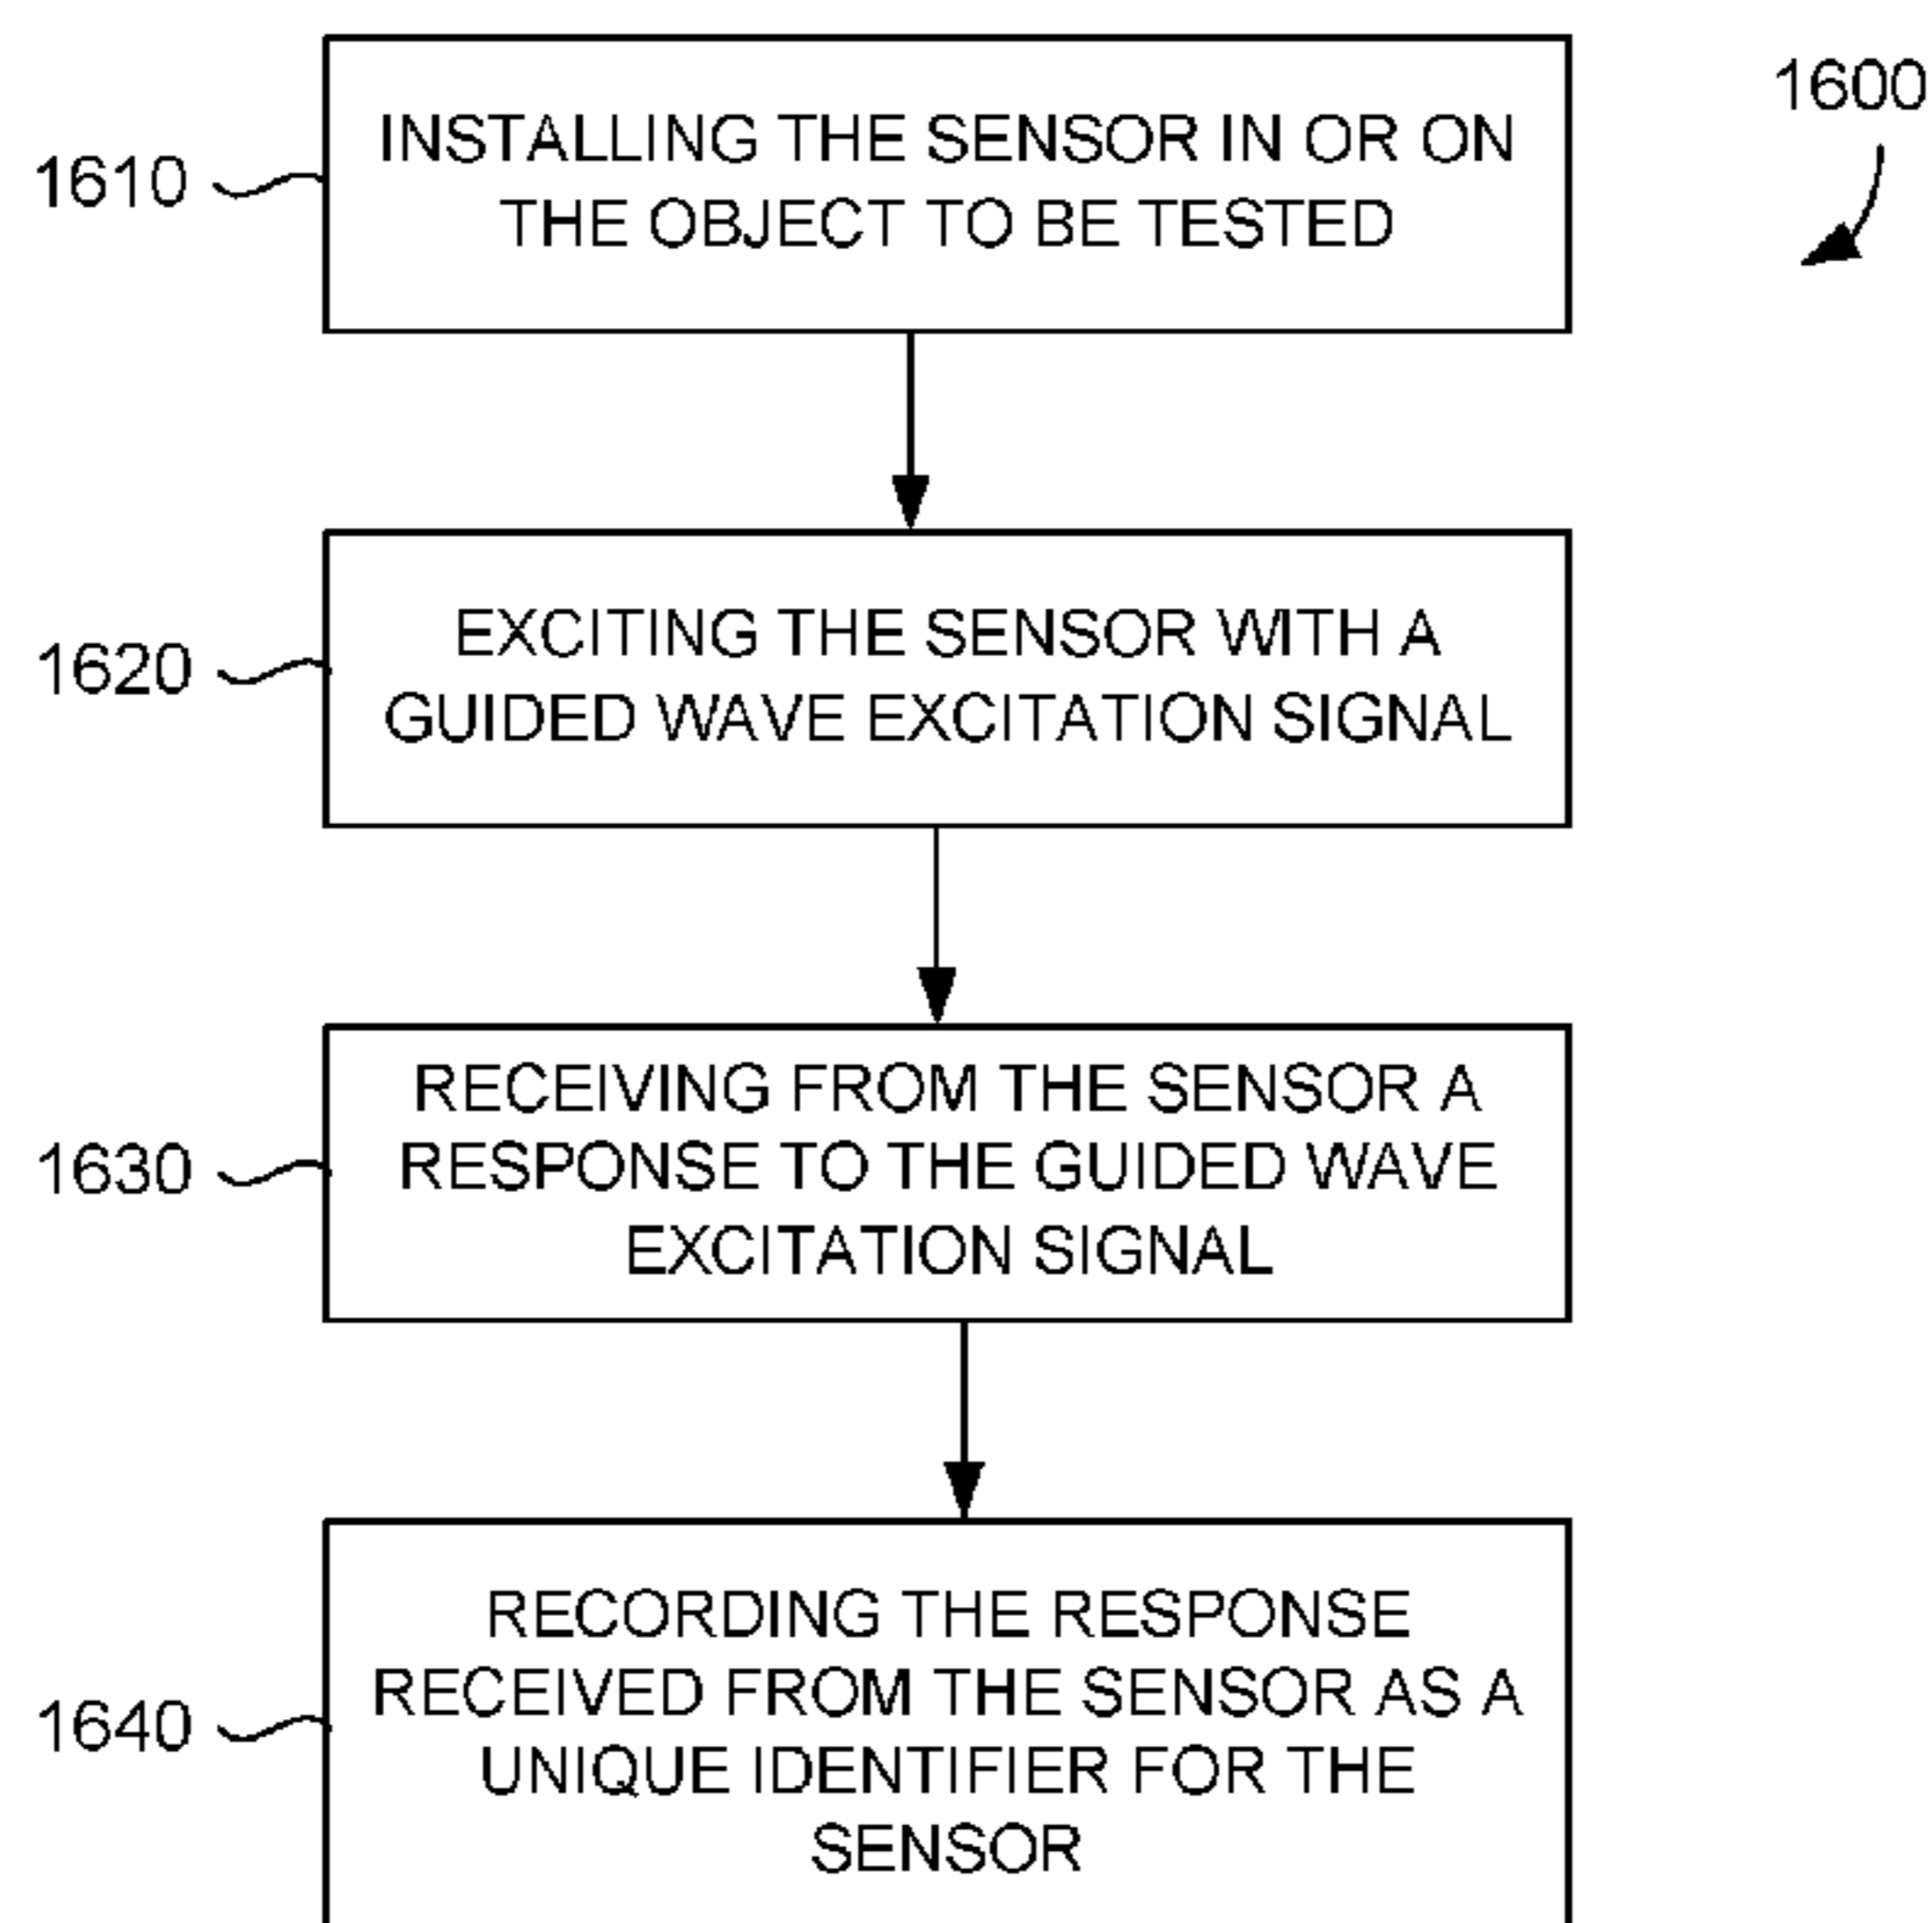 1600
1610
INSTALLING THE SENSOR IN OR ON
THE OBJECT TO BE TESTED
1620
EXCITING THE SENSOR WITH A
GUIDED WAVE EXCITATION SIGNAL
1630
RECEIVING FROM THE SENSOR A
RESPONSE TO THE GUIDED WAVE
EXCITATION SIGNAL
1640
RECORDING THE RESPONSE
RECEIVED FROM THE SENSOR AS A
UNIQUE IDENTIFIER FOR THE
SENSOR